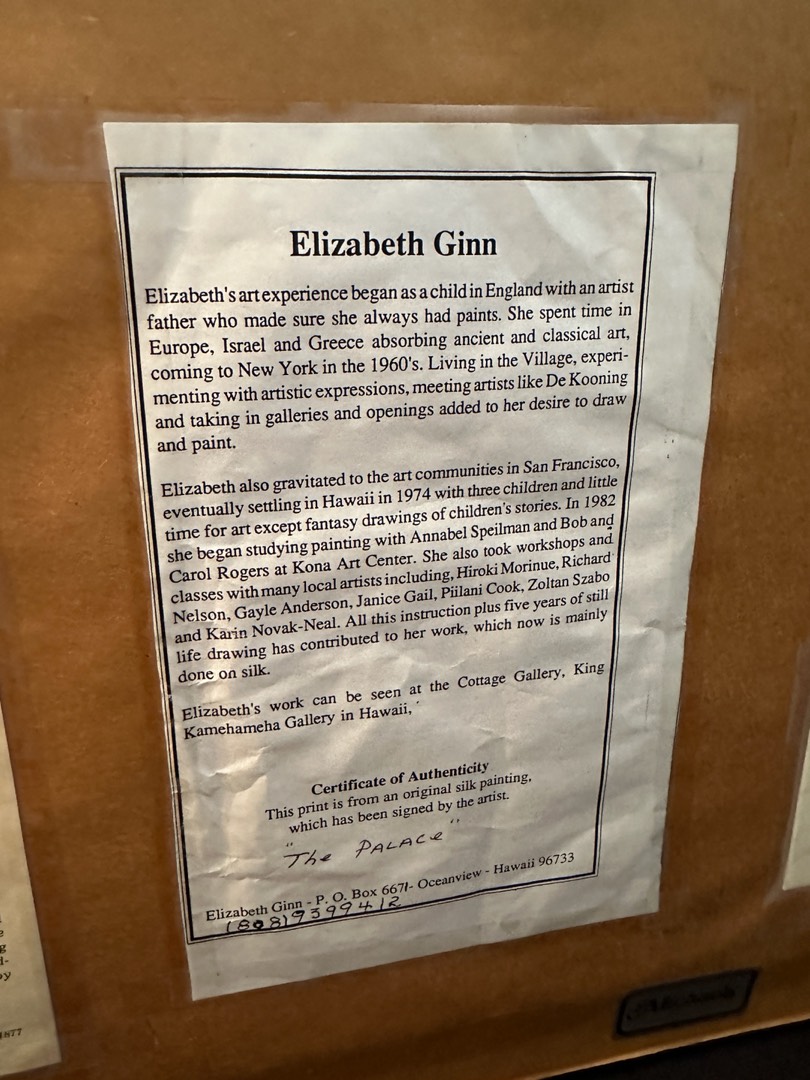 Elizabeth Ginn
Elizabeth's art experience began as a child in England with an artist
father who made sure she always had paints. She spent time in
Europe, Israel and Greece absorbing ancient and classical art,
coming to New York in the 1960's. Living in the Village, experi-
menting with artistic expressions, meeting artists like De Kooning
and taking in galleries and openings added to her desire to draw
and paint.
Elizabeth also gravitated to the art communities in San Francisco,
eventually settling in Hawaii in 1974 with three children and little
time for art except fantasy drawings of children's stories. In 1982
she began studying painting with Annabel Speilman and Bob and
Carol Rogers at Kona Art Center. She also took workshops and
classes with many local artists including, Hiroki Morinue, Richard
Nelson, Gayle Anderson, Janice Gail, Piilani Cook, Zoltan Szabo
and Karin Novak-Neal. All this instruction plus five years of still
life drawing has contributed to her work, which now is mainly
done on silk.
Elizabeth's work can be seen at the Cottage Gallery, King
Kamehameha Gallery in Hawaii,
Certificate of Authenticity
This print is from an original silk painting,
which has been signed by the artist.
"The PALACE"
Elizabeth Ginn - P. O. Box 6671- Oceanview - Hawaii 96733
(808)9399412
1877